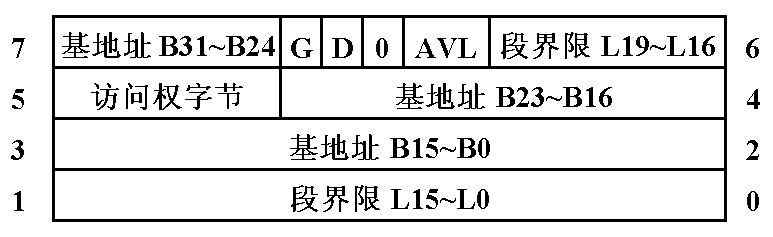 7 基地址 B31~B24 G D 0 AVL 段界限 L19~L16 6
5 访问权字节 基地址 B23~B16 4
3 基地址 B15~B0 2
1 段界限 L15~L0 0